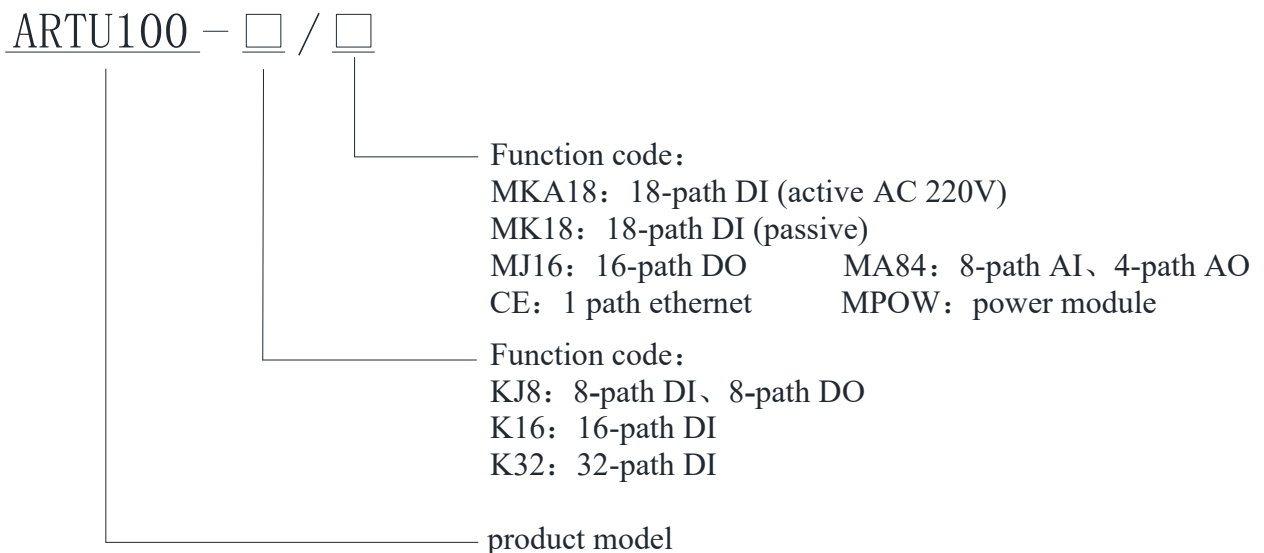 ARTU100-□/□
Function code：
MKA18：18-path DI (active AC 220V)
MK18：18-path DI (passive)
MJ16：16-path DO MA84：8-path AI、4-path AO
CE：1 path ethernet MPOW：power module
Function code：
KJ8：8-path DI、8-path DO
K16：16-path DI
K32：32-path DI
product model